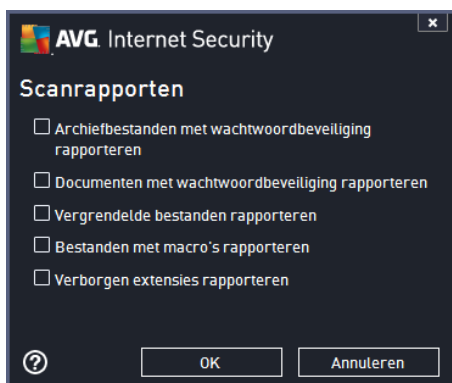 AVG. Internet Security
x
Scanrapporten
Archiefbestanden met wachtwoordbeveiliging
rapporteren
Documenten met wachtwoordbeveiliging rapporteren
Vergrendelde bestanden rapporteren
Bestanden met macro's rapporteren
Verborgen extensies rapporteren
?
OK
Annuleren